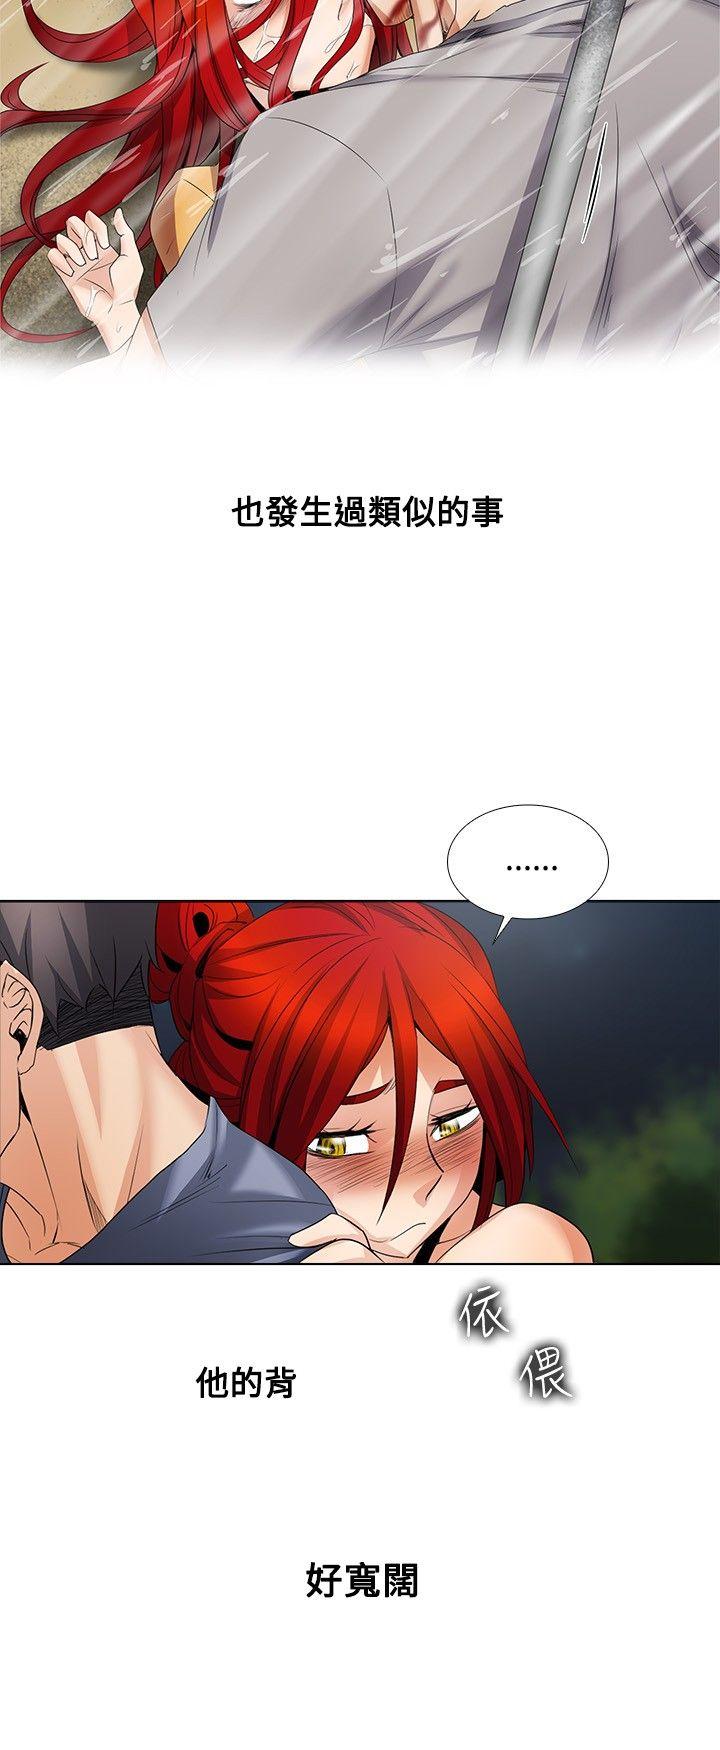 也發生過類似的事
......
依
偎
他的背
好寬闊